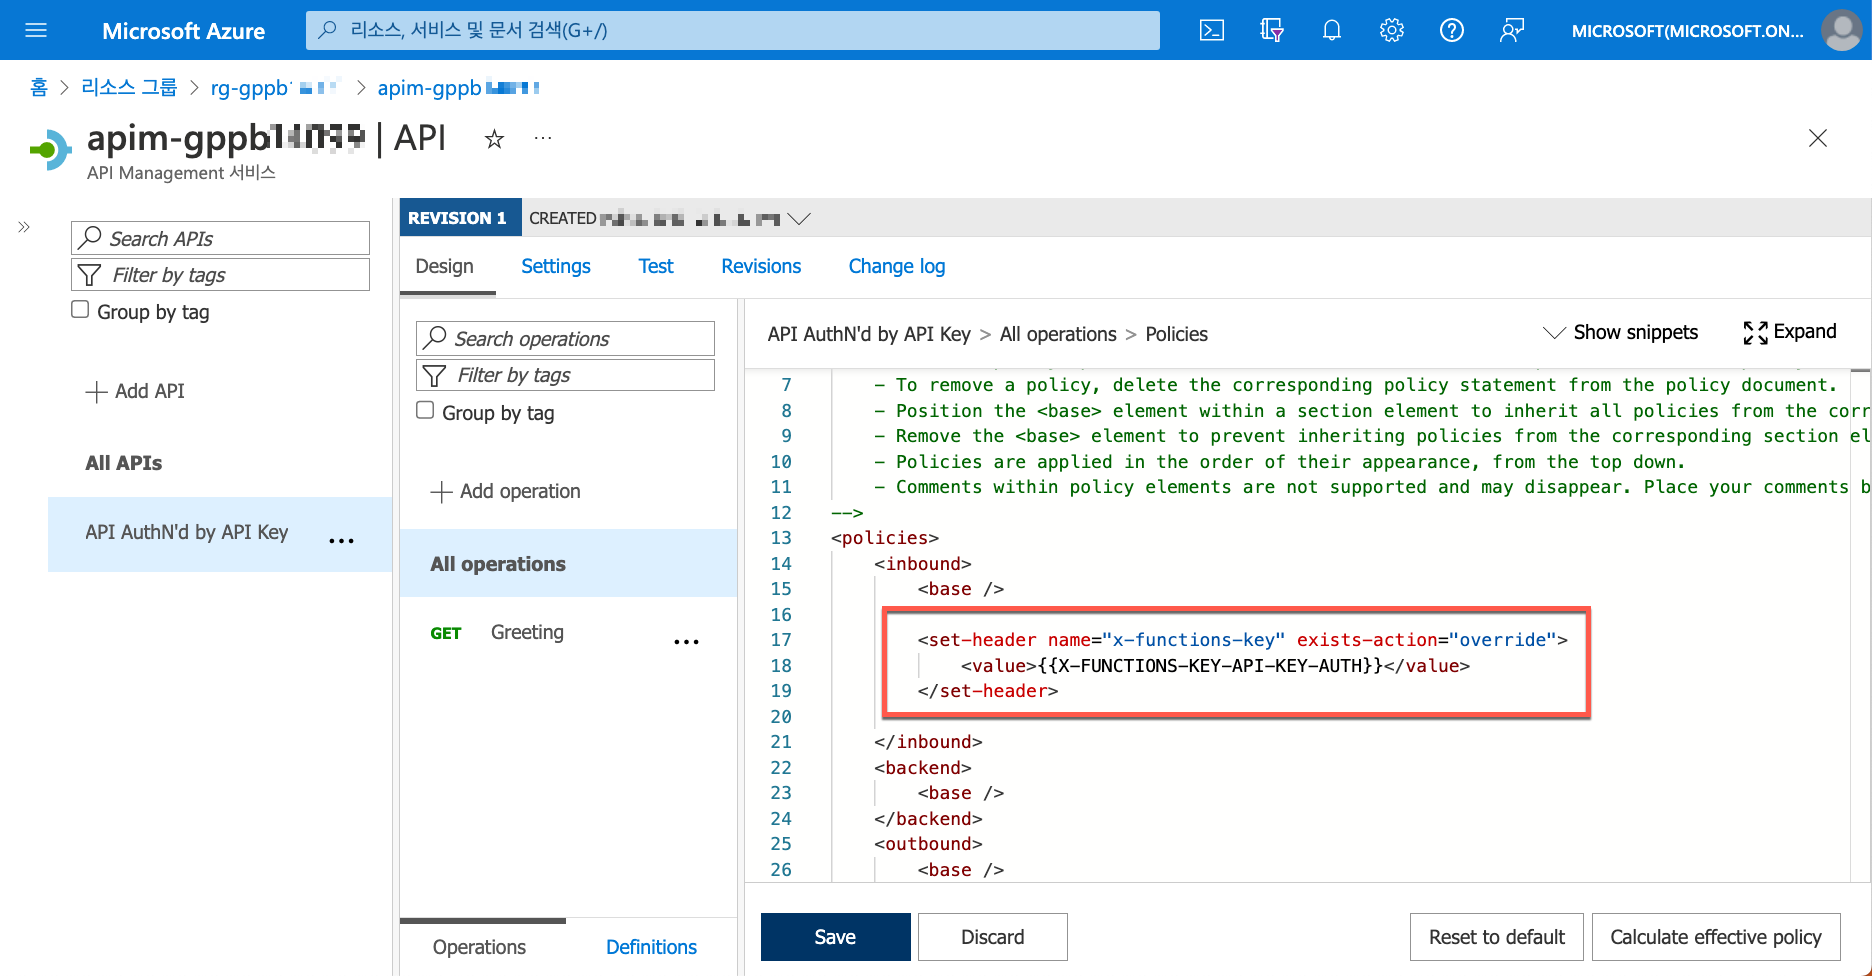 Microsoft Azure
리소스, 서비스 및 문서 검색(G+/)
MICROSOFT(MICROSOFT.ON...
홈 > 리소스 그룹 > rg-gppb > apim-gppb
apim-gppb | API
API Management 서비스
Search APIs
Filter by tags
Group by tag
Add API
All APIs
API AuthN'd by API Key
REVISION 1 CREATED
Design Settings Test Revisions Change log
Search operations
Filter by tags
Group by tag
Add operation
All operations
GET Greeting
Operations Definitions
API AuthN'd by API Key > All operations > Policies
Show snippets Expand
7 - To remove a policy, delete the corresponding policy statement from the policy document.
8 - Position the <base> element within a section element to inherit all policies from the corr
9 - Remove the <base> element to prevent inheriting policies from the corresponding section el
10 - Policies are applied in the order of their appearance, from the top down.
11 - Comments within policy elements are not supported and may disappear. Place your comments b
12 -->
13 <policies>
14 <inbound>
15 <base />
16
17 <set-header name="x-functions-key" exists-action="override">
18 <value>{{X-FUNCTIONS-KEY-API-KEY-AUTH}}</value>
19 </set-header>
20
21 </inbound>
22 <backend>
23 <base />
24 </backend>
25 <outbound>
26 <base />
Save Discard Reset to default Calculate effective policy